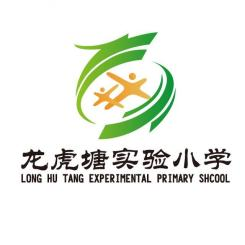 龙虎塘实验小学
LONG HU TANG EXPERIMENTAL PRIMARY SHCOOL